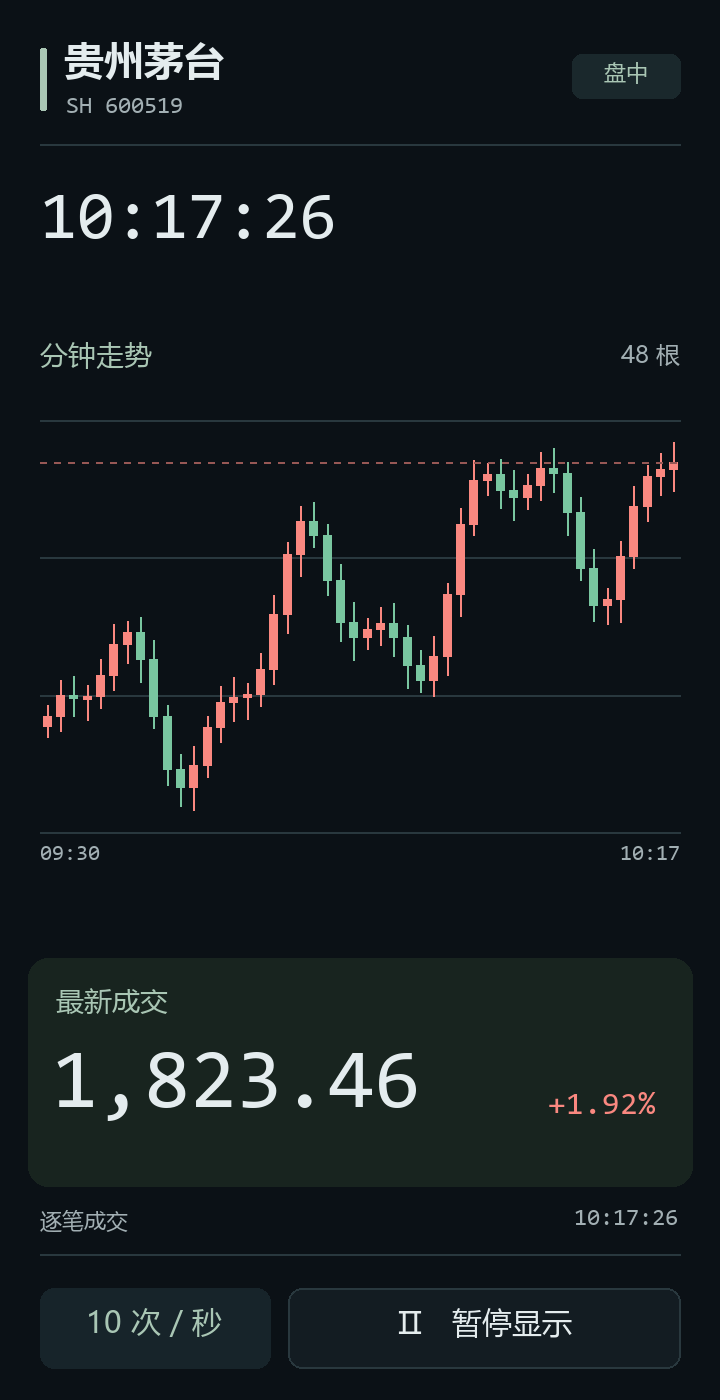 贵州茅台
盘中
SH 600519
10:17:26
分钟走势
48 根
09:30
10:17
最新成交
1,823.46
+1.92%
逐笔成交
10:17:26
10 次 / 秒
暂停显示